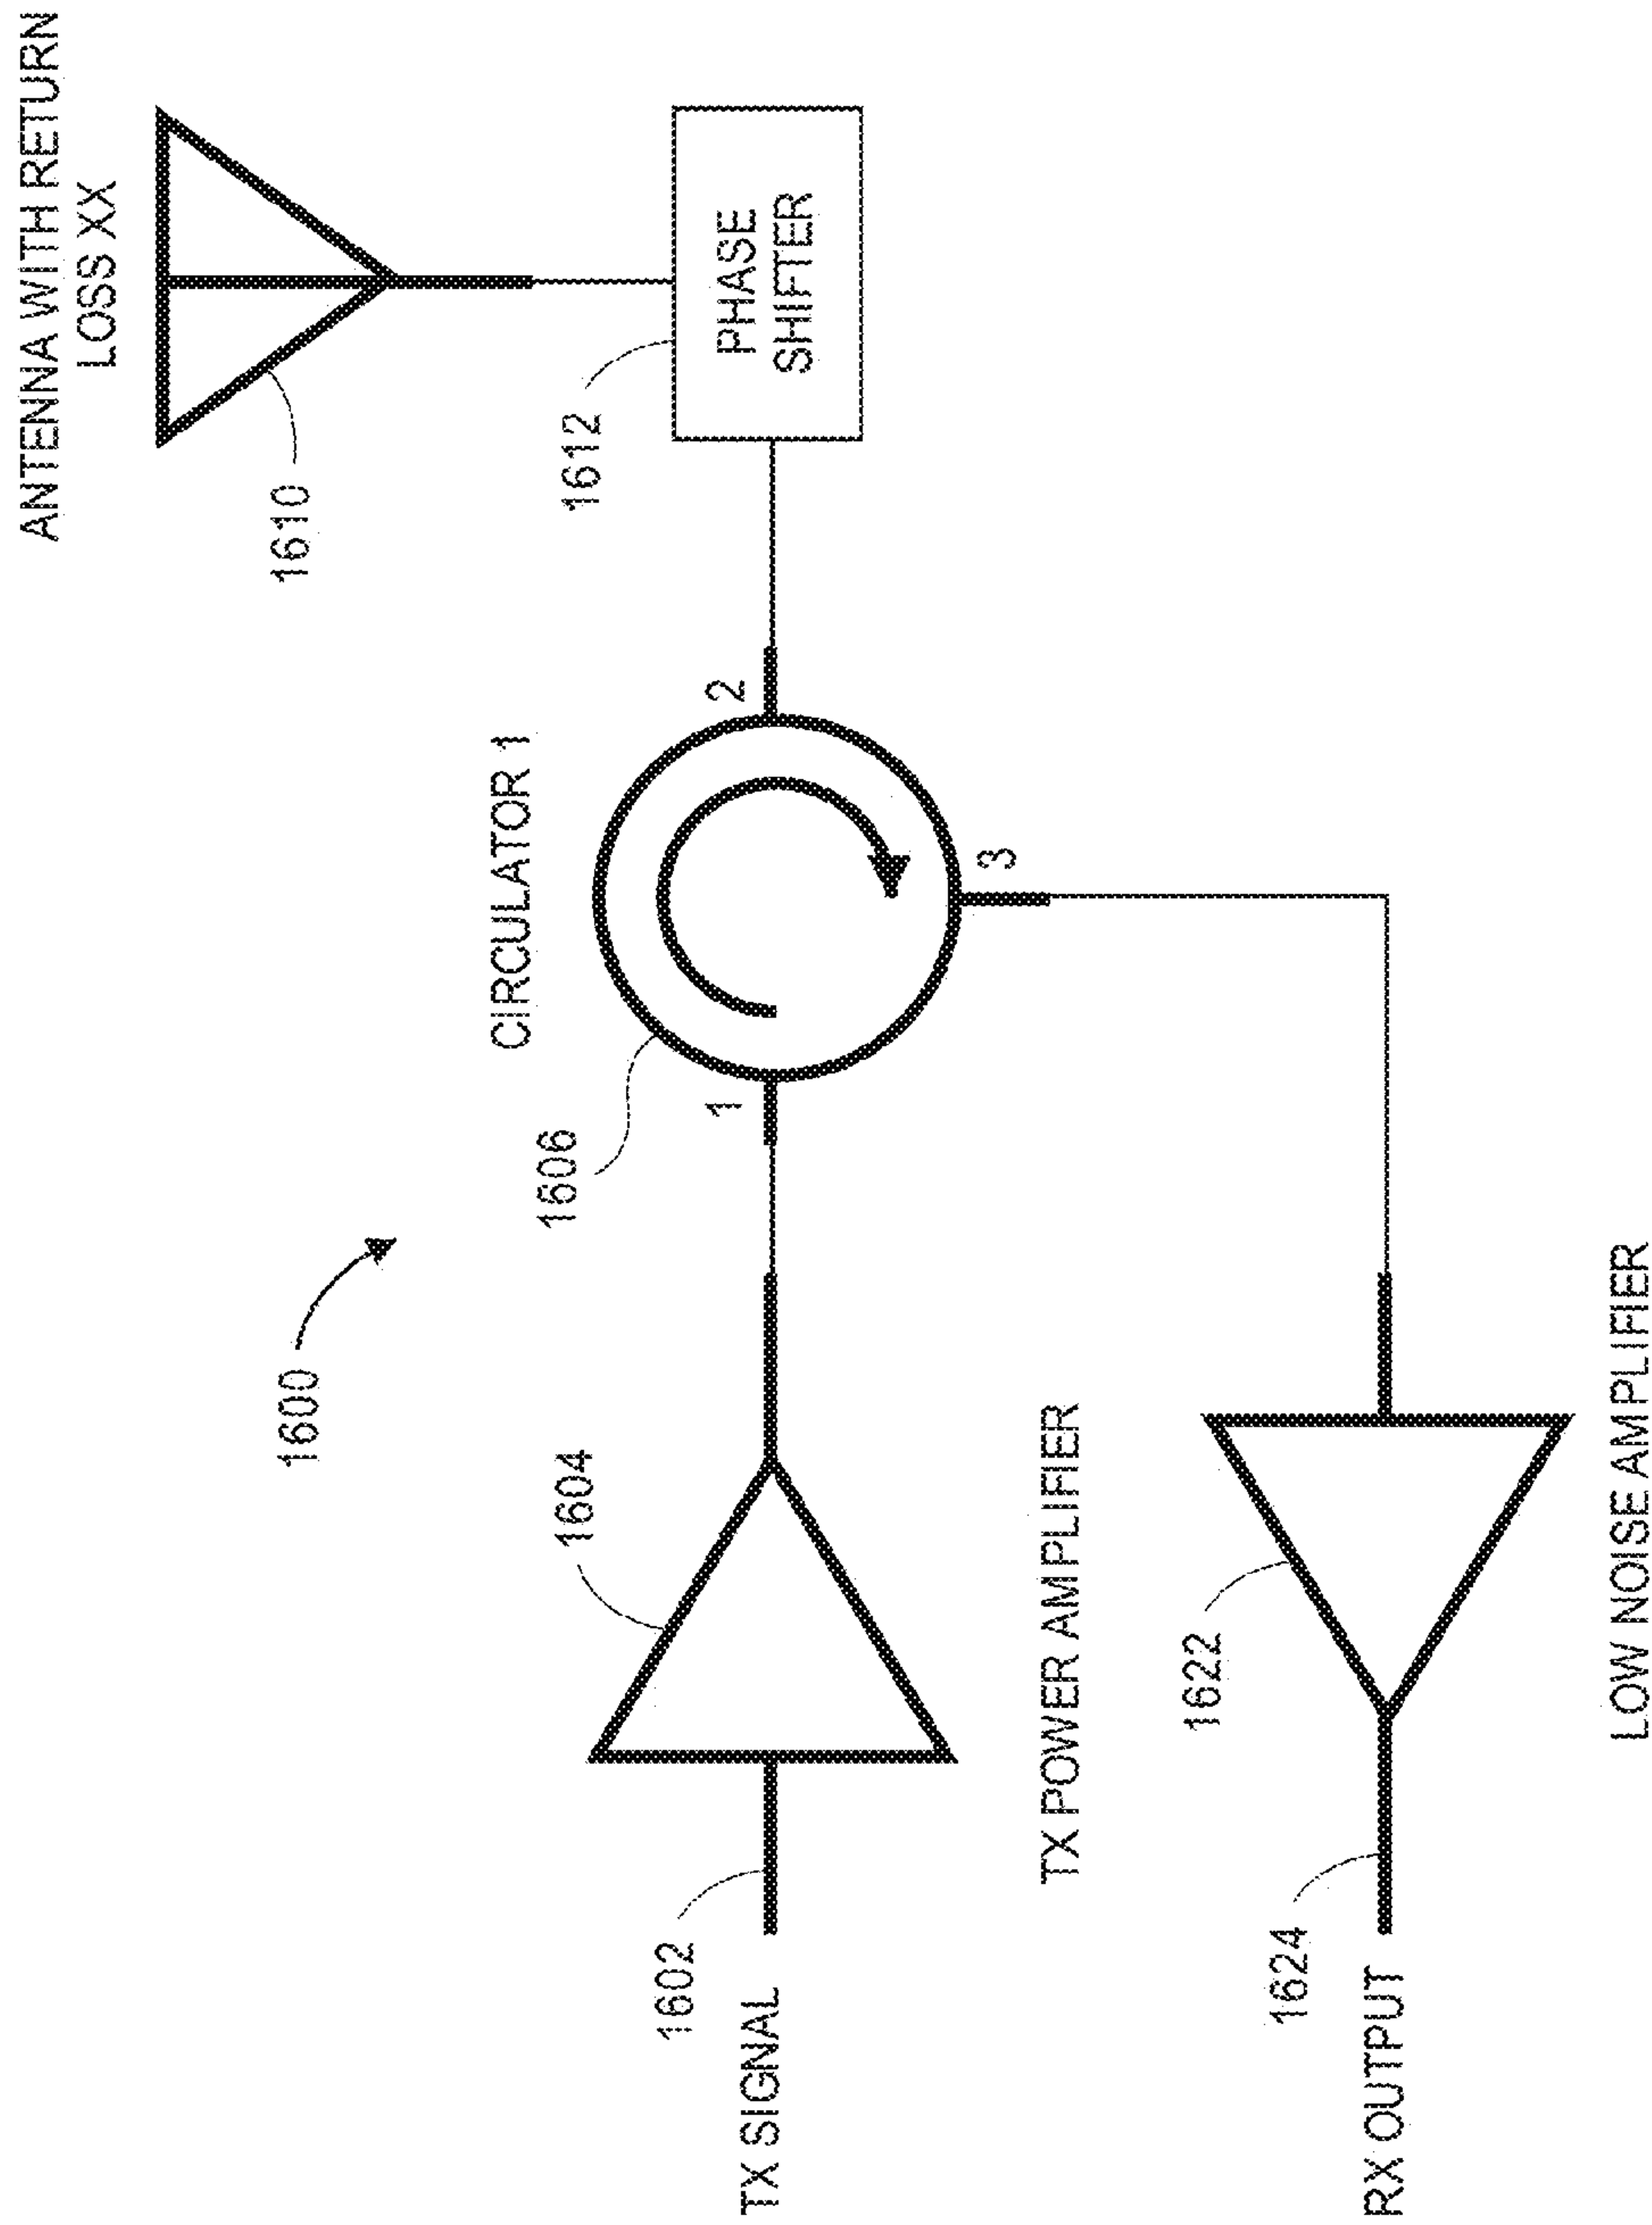 ANTENNA WITH RETURN
LOSS XX
1610
1612
PHASE
SHIFTER
CIRCULATOR 1
1606
1
2
3
1600
1604
TX POWER AMPLIFIER
1602
TX SIGNAL
1622
LOW NOISE AMPLIFIER
1624
RX OUTPUT